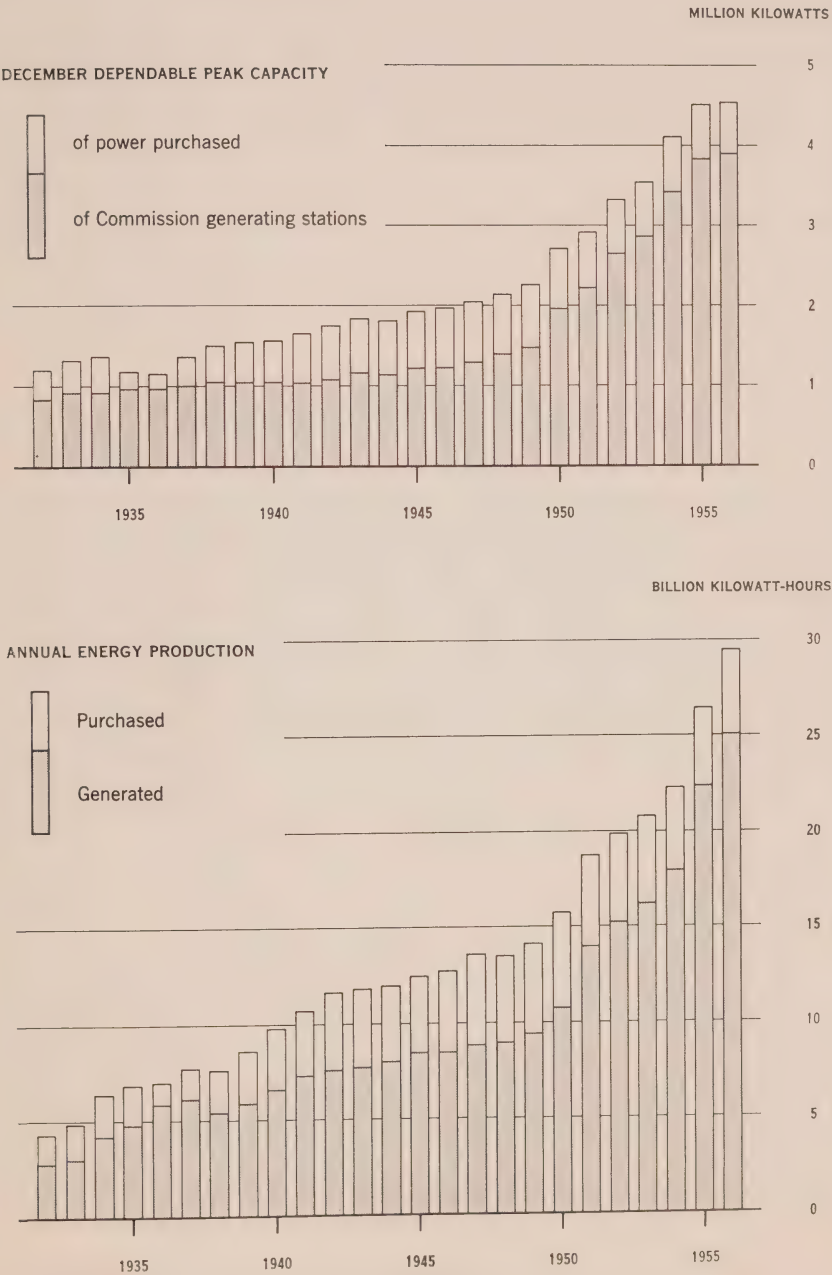 MILLION KILOWATTS
DECEMBER DEPENDABLE PEAK CAPACITY
5
of power purchased
4
of Commission generating stations
3
2
1
0
1935 1940 1945 1950 1955
BILLION KILOWATT-HOURS
ANNUAL ENERGY PRODUCTION
30
Purchased
25
Generated
20
15
10
5
0
1935 1940 1945 1950 1955